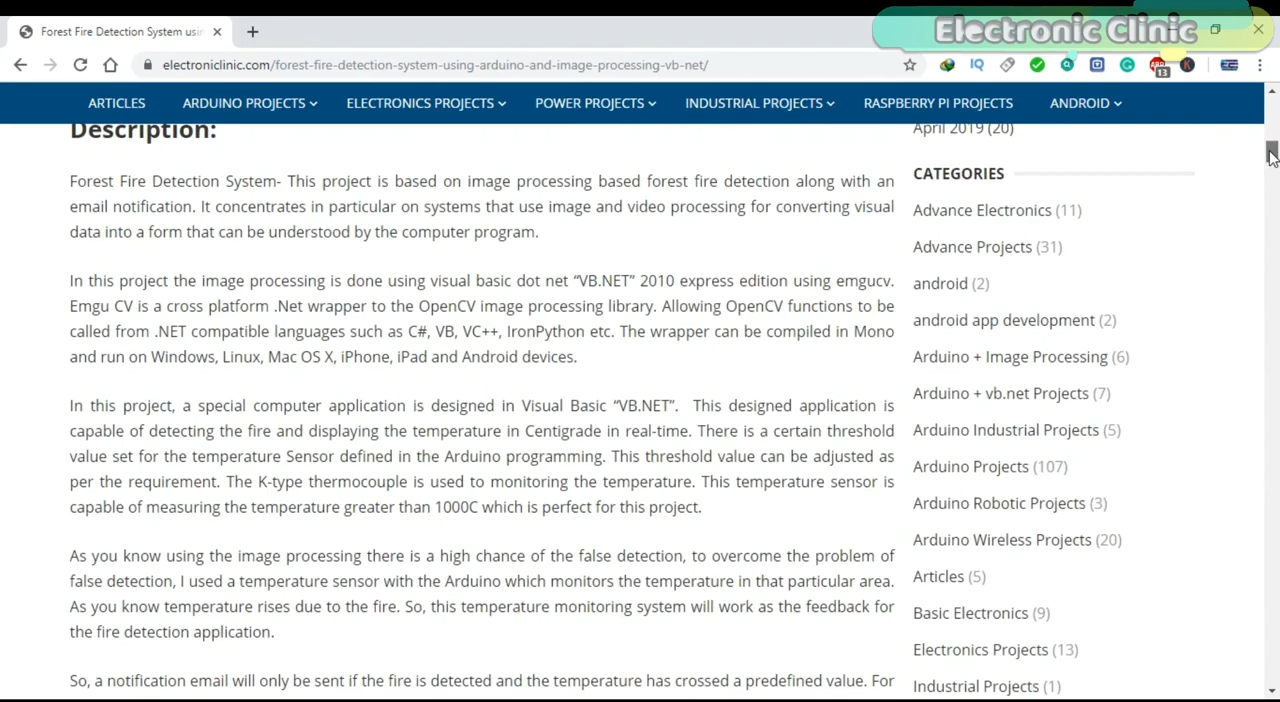 Electronic Clinic
Forest Fire Detection System usin
electroniclinic.com/forest-fire-detection-system-using-arduino-and-image-processing-vb-net/
IQ
13
ARTICLES
ARDUINO PROJECTS
ELECTRONICS PROJECTS
POWER PROJECTS
INDUSTRIAL PROJECTS
RASPBERRY PI PROJECTS
ANDROID
Description:
Forest Fire Detection System- This project is based on image processing based forest fire detection along with an
email notification. It concentrates in particular on systems that use image and video processing for converting visual
data into a form that can be understood by the computer program.
In this project the image processing is done using visual basic dot net “VB.NET” 2010 express edition using emgucv.
Emgu CV is a cross platform .Net wrapper to the OpenCV image processing library. Allowing OpenCV functions to be
called from .NET compatible languages such as C#, VB, VC++, IronPython etc. The wrapper can be compiled in Mono
and run on Windows, Linux, Mac OS X, iPhone, iPad and Android devices.
In this project, a special computer application is designed in Visual Basic “VB.NET”. This designed application is
capable of detecting the fire and displaying the temperature in Centigrade in real-time. There is a certain threshold
value set for the temperature Sensor defined in the Arduino programming. This threshold value can be adjusted as
per the requirement. The K-type thermocouple is used to monitoring the temperature. This temperature sensor is
capable of measuring the temperature greater than 1000C which is perfect for this project.
As you know using the image processing there is a high chance of the false detection, to overcome the problem of
false detection, I used a temperature sensor with the Arduino which monitors the temperature in that particular area.
As you know temperature rises due to the fire. So, this temperature monitoring system will work as the feedback for
the fire detection application.
So, a notification email will only be sent if the fire is detected and the temperature has crossed a predefined value. For
April 2019 (20)
CATEGORIES
Advance Electronics (11)
Advance Projects (31)
android (2)
android app development (2)
Arduino + Image Processing (6)
Arduino + vb.net Projects (7)
Arduino Industrial Projects (5)
Arduino Projects (107)
Arduino Robotic Projects (3)
Arduino Wireless Projects (20)
Articles (5)
Basic Electronics (9)
Electronics Projects (13)
Industrial Projects (1)